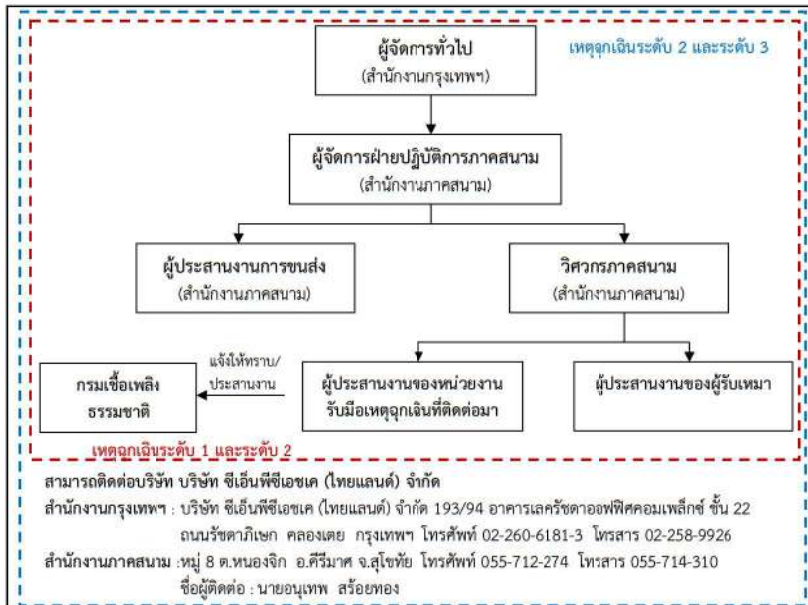 ผู้จัดการทั่วไป
(สำนักงานกรุงเทพฯ)
เหตุฉุกเฉินระดับ 2 และระดับ 3
ผู้จัดการฝ่ายปฏิบัติการภาคสนาม
(สำนักงานภาคสนาม)
ผู้ประสานงานการขนส่ง
(สำนักงานภาคสนาม)
วิศวกรภาคสนาม
(สำนักงานภาคสนาม)
กรมเชื้อเพลิง
ธรรมชาติ
แจ้งให้ทราบ/
ประสานงาน
ผู้ประสานงานของหน่วยงาน
รับมือเหตุฉุกเฉินที่ติดต่อมา
ผู้ประสานงานของผู้รับเหมา
เหตุฉุกเฉินระดับ 1 และระดับ 2
สามารถติดต่อบริษัท บริษัท ซีเอ็นพีซีเอชเค (ไทยแลนด์) จำกัด
สำนักงานกรุงเทพฯ : บริษัท ซีเอ็นพีซีเอชเค (ไทยแลนด์) จำกัด 193/94 อาคารเลครัชดาออฟฟิศคอมเพล็กซ์ ชั้น 22
ถนนรัชดาภิเษก คลองเตย กรุงเทพฯ โทรศัพท์ 02-260-6181-3 โทรสาร 02-258-9926
สำนักงานภาคสนาม :หมู่ 8 ต.หนองจิก อ.คีรีมาศ จ.สุโขทัย โทรศัพท์ 055-712-274 โทรสาร 055-714-310
ชื่อผู้ติดต่อ : นายอนุเทพ สร้อยทอง